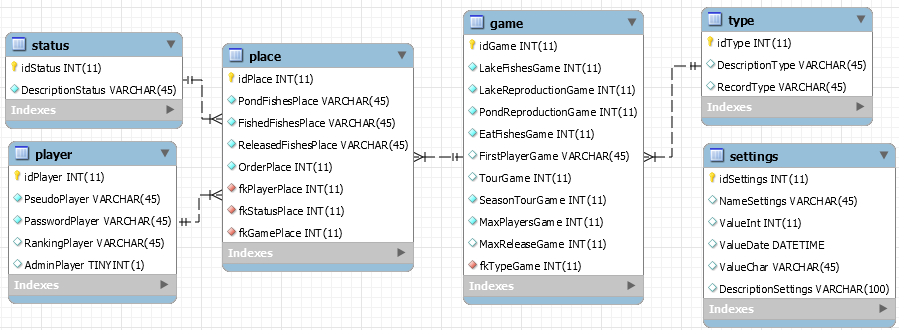 status
idStatus INT(11)
DescriptionStatus VARCHAR(45)
Indexes
player
idPlayer INT(11)
PseudoPlayer VARCHAR(45)
PasswordPlayer VARCHAR(45)
RankingPlayer VARCHAR(45)
AdminPlayer TINYINT(1)
Indexes
place
idPlace INT(11)
PondFishesPlace VARCHAR(45)
FishedFishesPlace VARCHAR(45)
ReleasedFishesPlace VARCHAR(45)
OrderPlace INT(11)
fkPlayerPlace INT(11)
fkStatusPlace INT(11)
fkGamePlace INT(11)
Indexes
game
idGame INT(11)
LakeFishesGame INT(11)
LakeReproductionGame INT(11)
PondReproductionGame INT(11)
EatFishesGame INT(11)
FirstPlayerGame VARCHAR(45)
TourGame INT(11)
SeasonTourGame INT(11)
MaxPlayersGame INT(11)
MaxReleaseGame INT(11)
fkTypeGame INT(11)
Indexes
type
idType INT(11)
DescriptionType VARCHAR(45)
RecordType VARCHAR(45)
Indexes
settings
idSettings INT(11)
NameSettings VARCHAR(45)
ValueInt INT(11)
ValueDate DATETIME
ValueChar VARCHAR(45)
DescriptionSettings VARCHAR(100)
Indexes